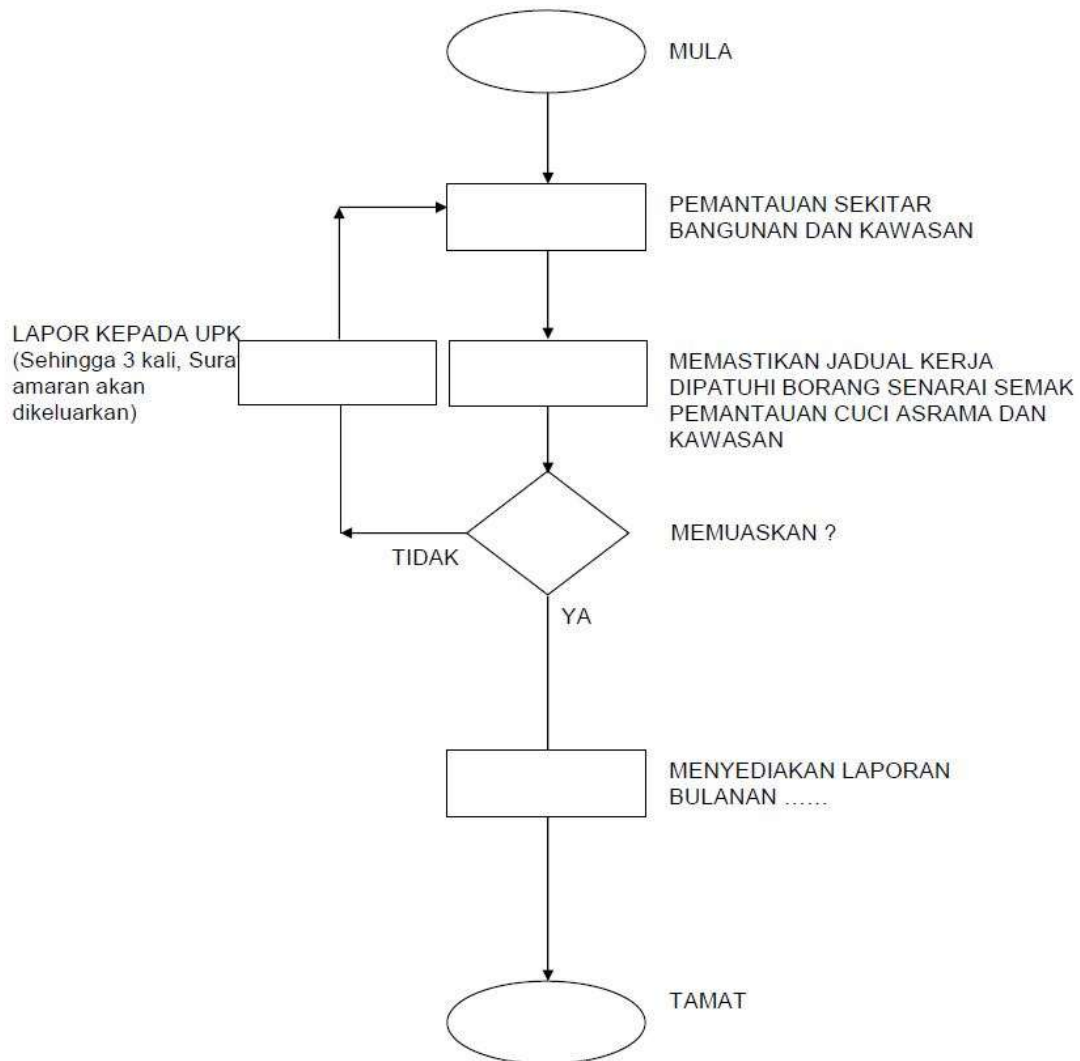 MULA
PEMANTAUAN SEKITAR
BANGUNAN DAN KAWASAN
LAPOR KEPADA UPK
(Sehingga 3 kali, Sura
amaran akan
dikeluarkan)
MEMASTIKAN JADUAL KERJA
DIPATUHI BORANG SENARAI SEMAK
PEMANTAUAN CUCI ASRAMA DAN
KAWASAN
MEMUASKAN ?
TIDAK
YA
MENYEDIAKAN LAPORAN
BULANAN ……
TAMAT